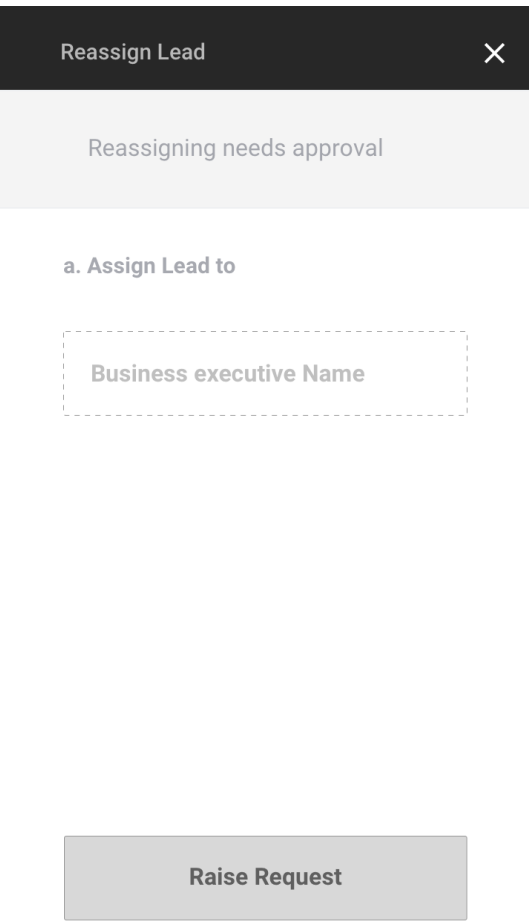 Reassign Lead
Reassigning needs approval
a. Assign Lead to
Business executive Name
Raise Request